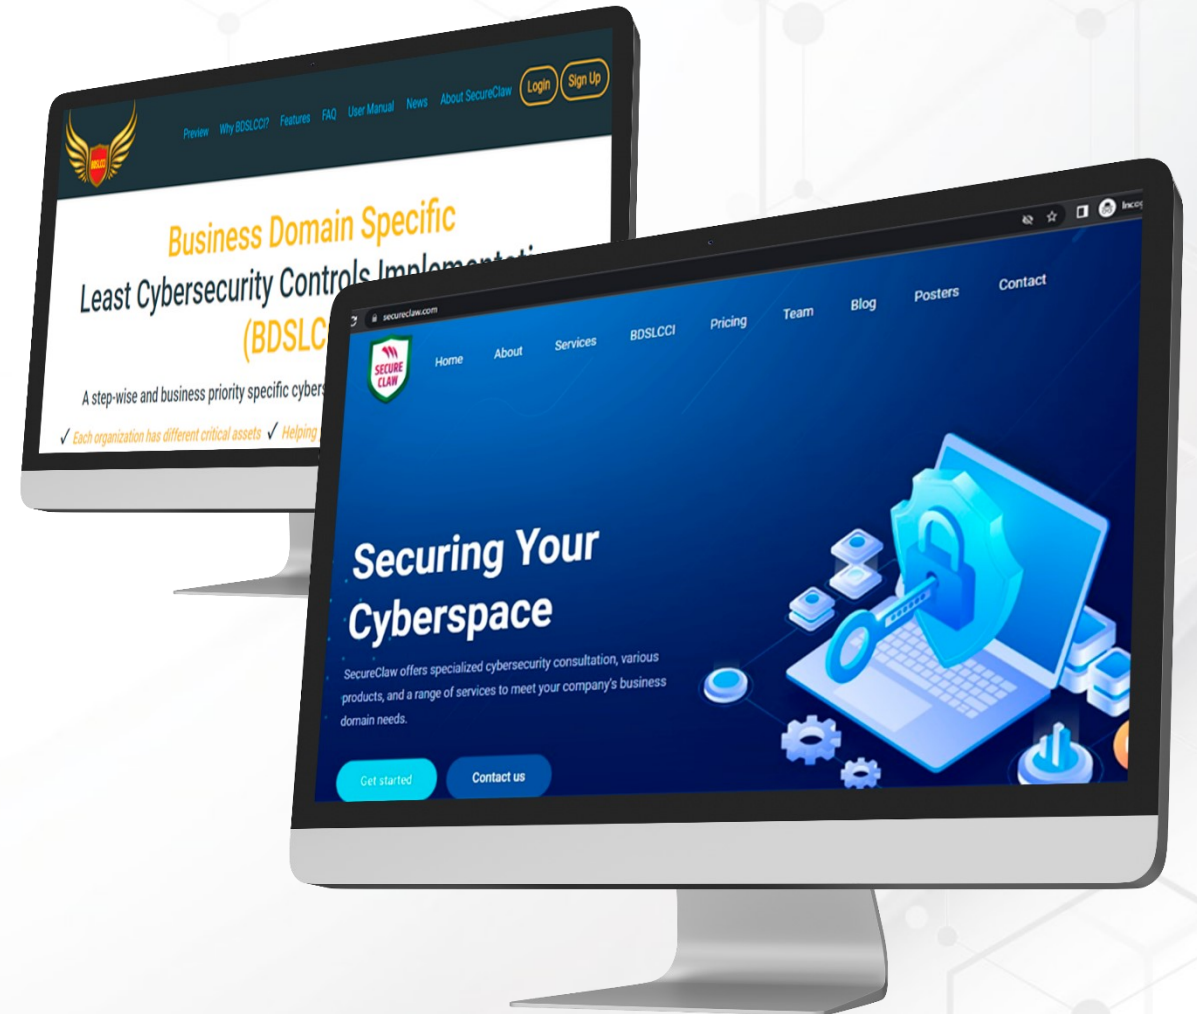 BDSLCCI
Preview Why BDSLCCI? Features FAQ User Manual News About SecureClaw Login Sign Up
Business Domain Specific
Least Cybersecurity Controls
(BDSLC
A step-wise and business priority specific
✓ Each organization has different critical assets ✓ Helping
secureclaw.com
SECURE
CLAW
Home About Services BDSLCCI Pricing Team Blog Posters Contact
Securing Your
Cyberspace
SecureClaw offers specialized cybersecurity consultation, various
products, and a range of services to meet your company's business
domain needs.
Get started Contact us